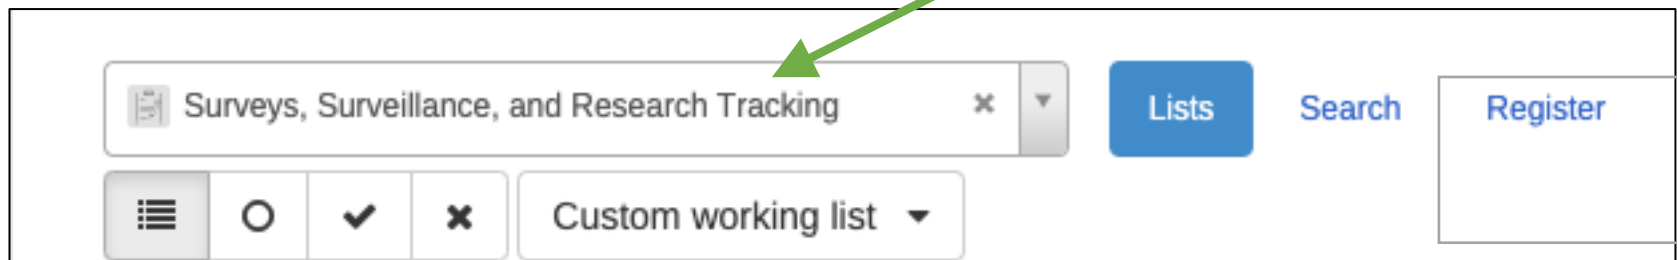 Surveys, Surveillance, and Research Tracking Lists Search Register
Custom working list